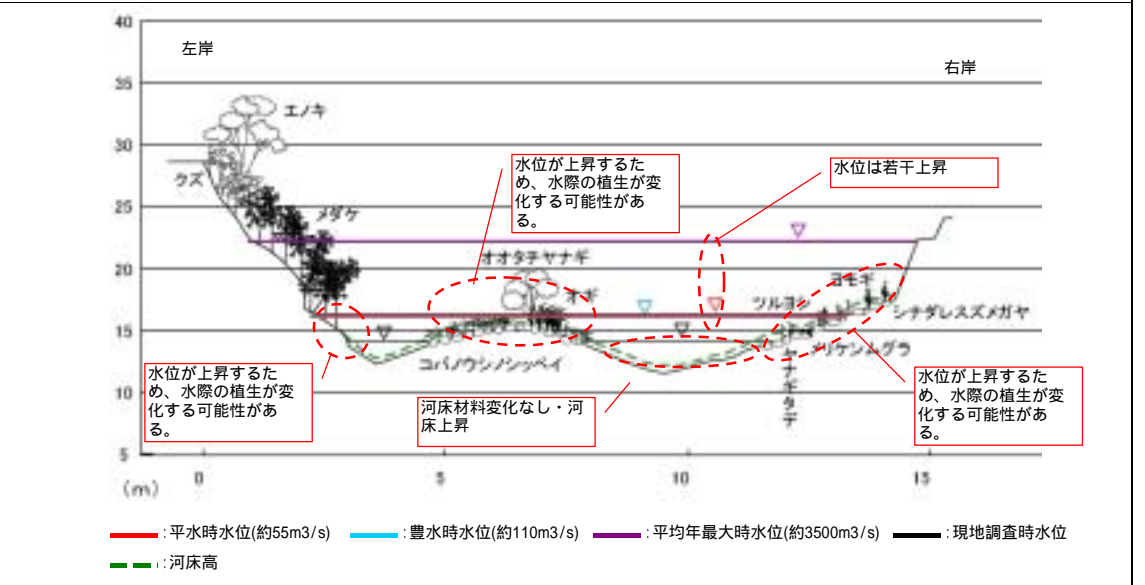 40
左岸
右岸
35
エノキ
30
クズ
水位が上昇するた
め、水際の植生が変
化する可能性があ
る。
水位は若干上昇
25
メダケ
オオタチヤナギ
20
オギ
ヨモギ
ツルヨシ
シナダレスズメガヤ
15
コバノウシノシッペイ
メリケンムグラ
ヤナギタデ
水位が上昇するた
め、水際の植生が変
化する可能性があ
る。
10
河床材料変化なし・河
床上昇
水位が上昇するた
め、水際の植生が変
化する可能性があ
る。
5
(m)
0
5
10
15
:平水時水位(約55m3/s)
:豊水時水位(約110m3/s)
:平均年最大時水位(約3500m3/s)
:現地調査時水位
:河床高